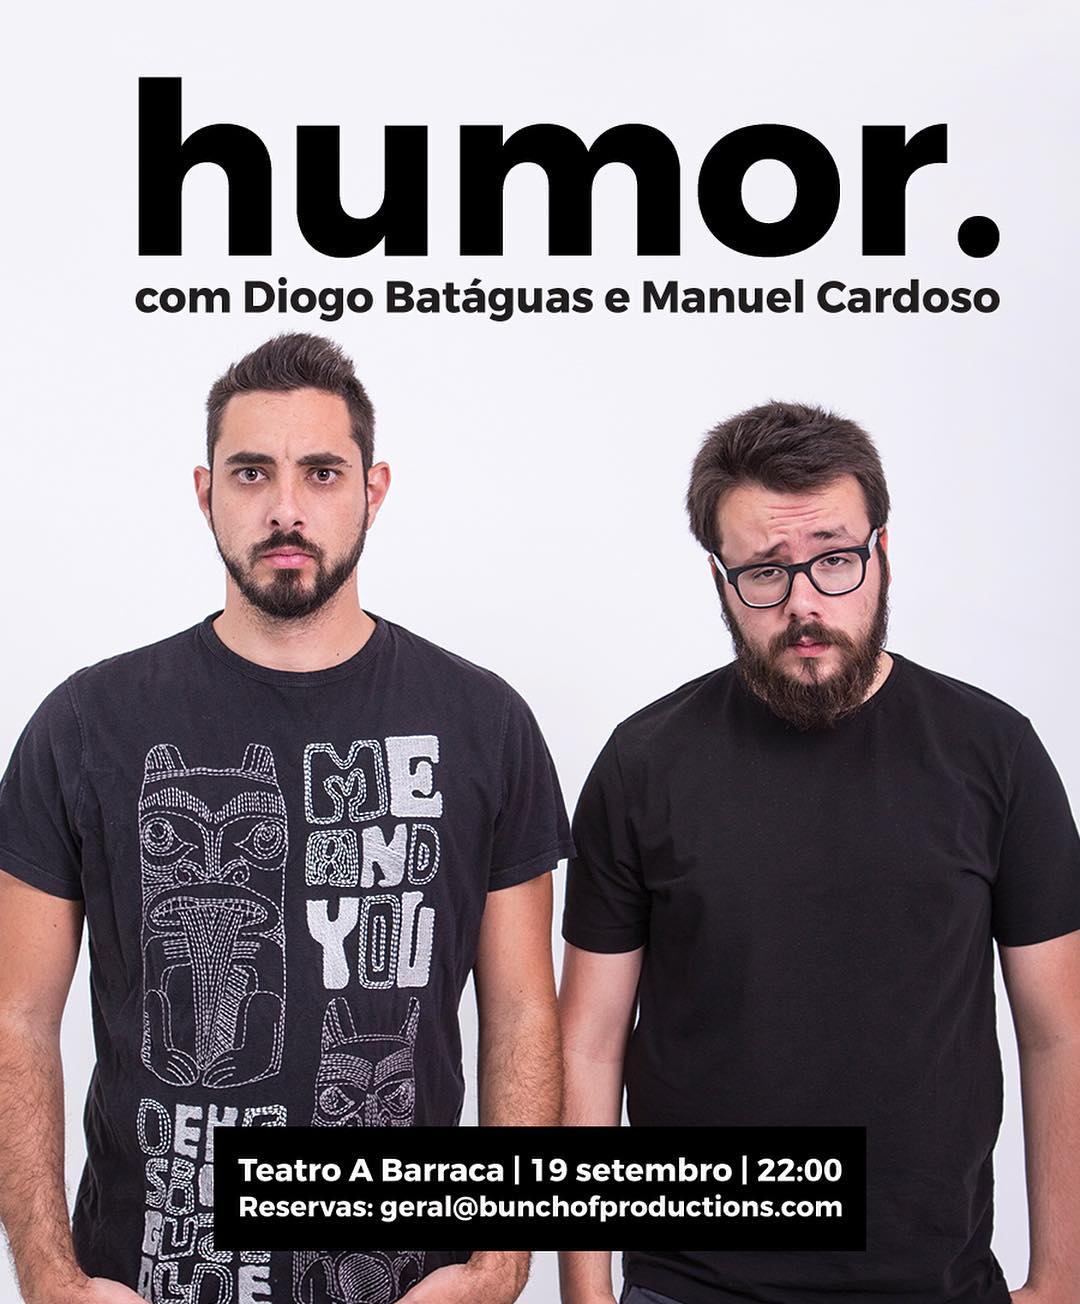 humor.
com Diogo Batáguas e Manuel Cardoso
ME
AND
YOU
Teatro A Barraca | 19 setembro | 22:00
Reservas: geral@bunchofproductions.com